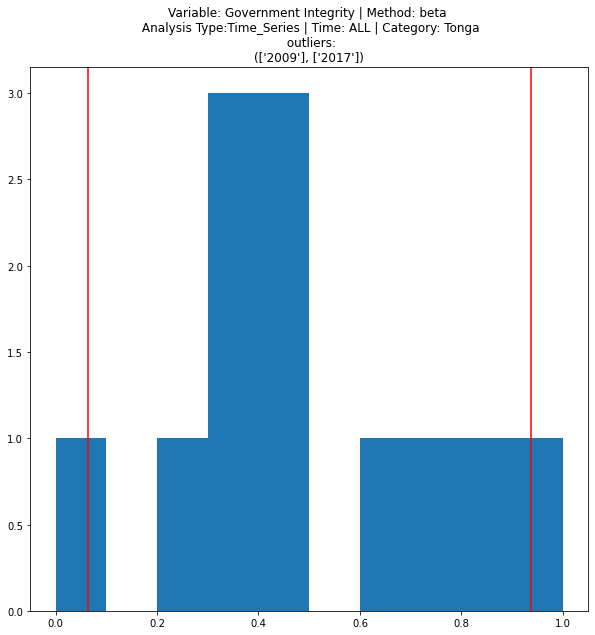 Variable: Government Integrity | Method: beta
Analysis Type:Time_Series | Time: ALL | Category: Tonga
outliers:
(['2009'], ['2017'])
3.0
2.5
2.0
1.5
1.0
0.5
0.0
0.0 0.2 0.4 0.6 0.8 1.0